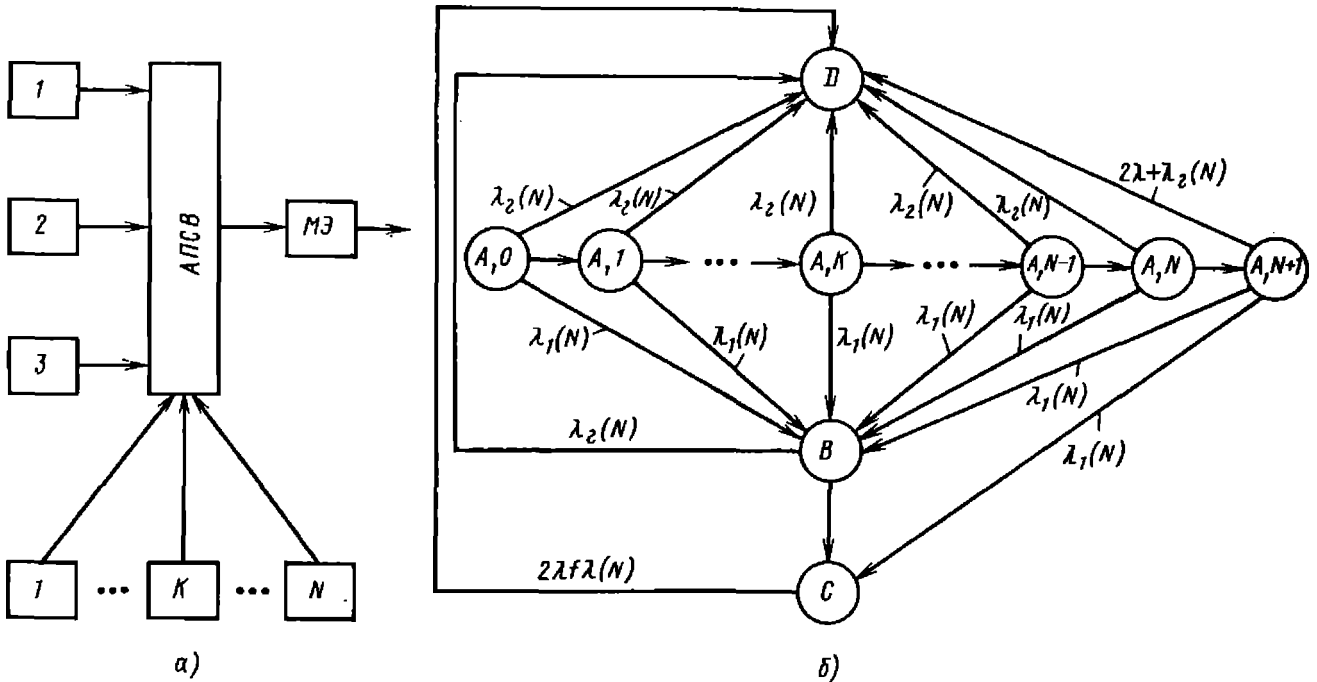 1
2
3
АПСВ
МЭ
1 ... K ... N
а)
D
λ₂(N)
λ₂(N)
λ₂(N)
λ₂(N)
λ₂(N)
2λ+λ₂(N)
A,0
A,1
...
A,K
...
A,N-1
A,N
A,N+1
λ₁(N)
λ₁(N)
λ₁(N)
λ₁(N)
λ₁(N)
λ₁(N)
λ₁(N)
λ₂(N)
B
2λfλ(N)
C
б)